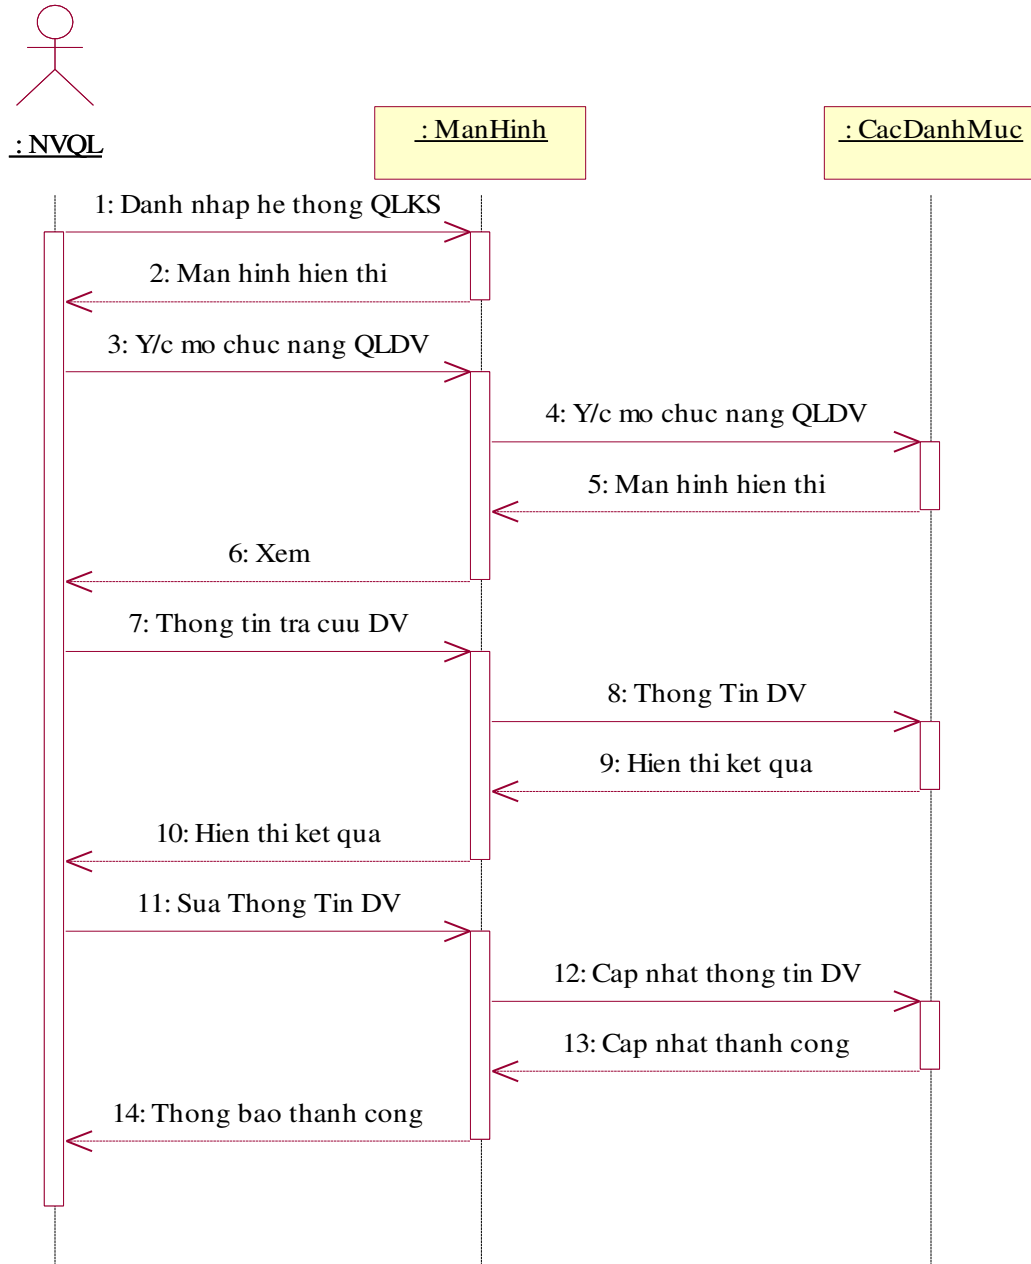 : NVQL
: ManHinh
: CacDanhMuc
1: Danh nhap he thong QLKS
2: Man hinh hien thi
3: Y/c mo chuc nang QLDV
4: Y/c mo chuc nang QLDV
5: Man hinh hien thi
6: Xem
7: Thong tin tra cuu DV
8: Thong Tin DV
9: Hien thi ket qua
10: Hien thi ket qua
11: Sua Thong Tin DV
12: Cap nhat thong tin DV
13: Cap nhat thanh cong
14: Thong bao thanh cong